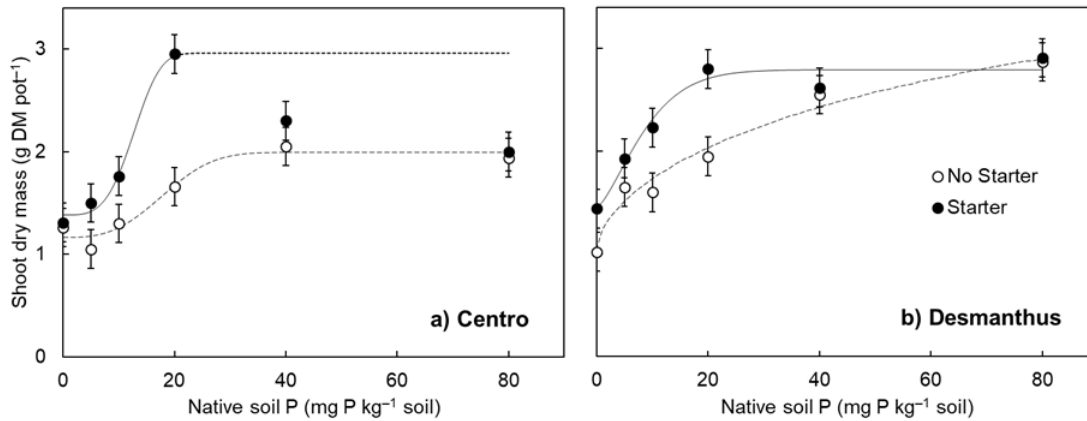 Shoot dry mass (g DM pot⁻¹)
3
2
1
0
0 20 40 60 80
Native soil P (mg P kg⁻¹ soil)
a) Centro
0 20 40 60 80
Native soil P (mg P kg⁻¹ soil)
b) Desmanthus
No Starter
Starter